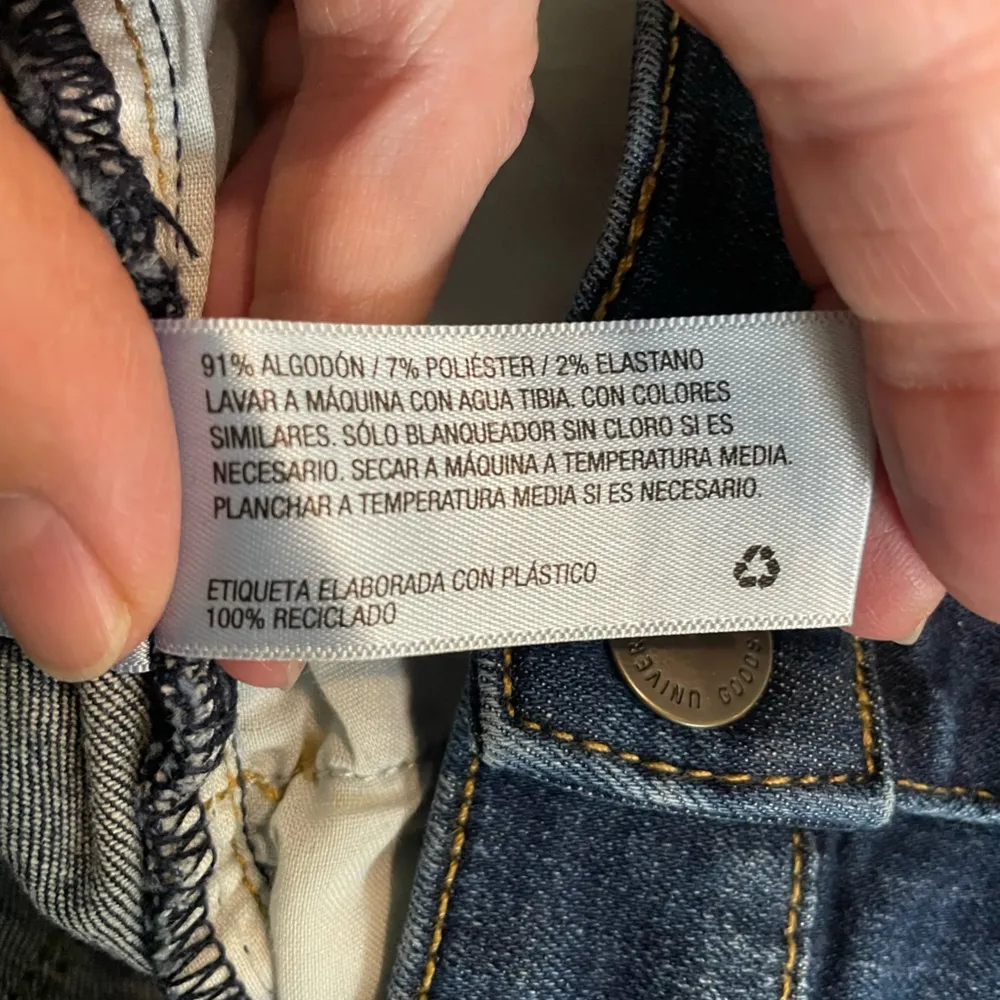 91% ALGODÓN / 7% POLIÉSTER / 2% ELASTANO
LAVAR A MÁQUINA CON AGUA TIBIA. CON COLORES
SIMILARES. SÓLO BLANQUEADOR SIN CLORO SI ES
NECESARIO. SECAR A MÁQUINA A TEMPERATURA MEDIA.
PLANCHAR A TEMPERATURA MEDIA SI ES NECESARIO.
ETIQUETA ELABORADA CON PLÁSTICO
100% RECICLADO
GOODS